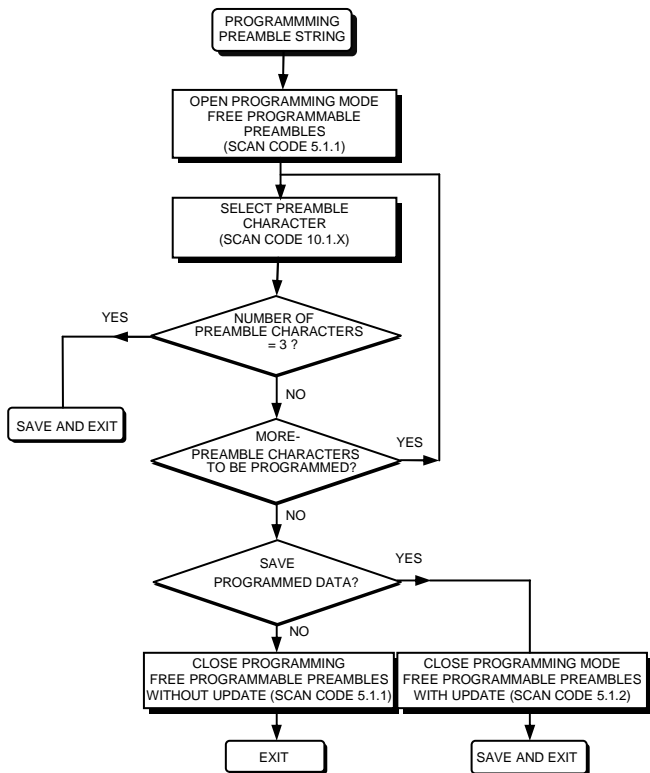 PROGRAMMMING
PREAMBLE STRING
OPEN PROGRAMMING MODE
FREE PROGRAMMABLE
PREAMBLES
(SCAN CODE 5.1.1)
SELECT PREAMBLE
CHARACTER
(SCAN CODE 10.1.X)
YES
NUMBER OF
PREAMBLE CHARACTERS
= 3 ?
NO
SAVE AND EXIT
MORE-
PREAMBLE CHARACTERS
TO BE PROGRAMMED?
YES
NO
SAVE
PROGRAMMED DATA?
YES
NO
CLOSE PROGRAMMING
FREE PROGRAMMABLE PREAMBLES
WITHOUT UPDATE (SCAN CODE 5.1.1)
CLOSE PROGRAMMING MODE
FREE PROGRAMMABLE PREAMBLES
WITH UPDATE (SCAN CODE 5.1.2)
EXIT
SAVE AND EXIT